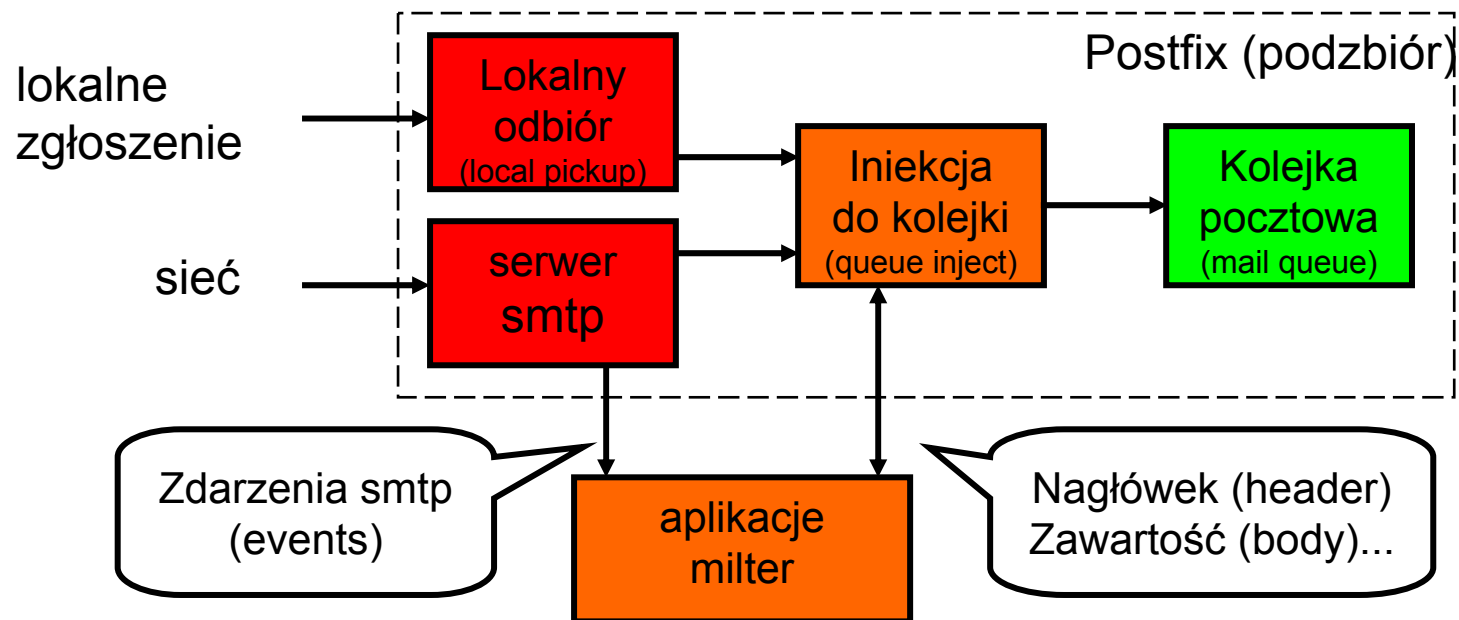 Postfix (podzbiór)
lokalne
zgłoszenie
Lokalny
odbiór
(local pickup)
Iniekcja
do kolejki
(queue inject)
Kolejka
pocztowa
(mail queue)
sieć
serwer
smtp
Zdarzenia smtp
(events)
aplikacje
milter
Nagłówek (header)
Zawartość (body)...